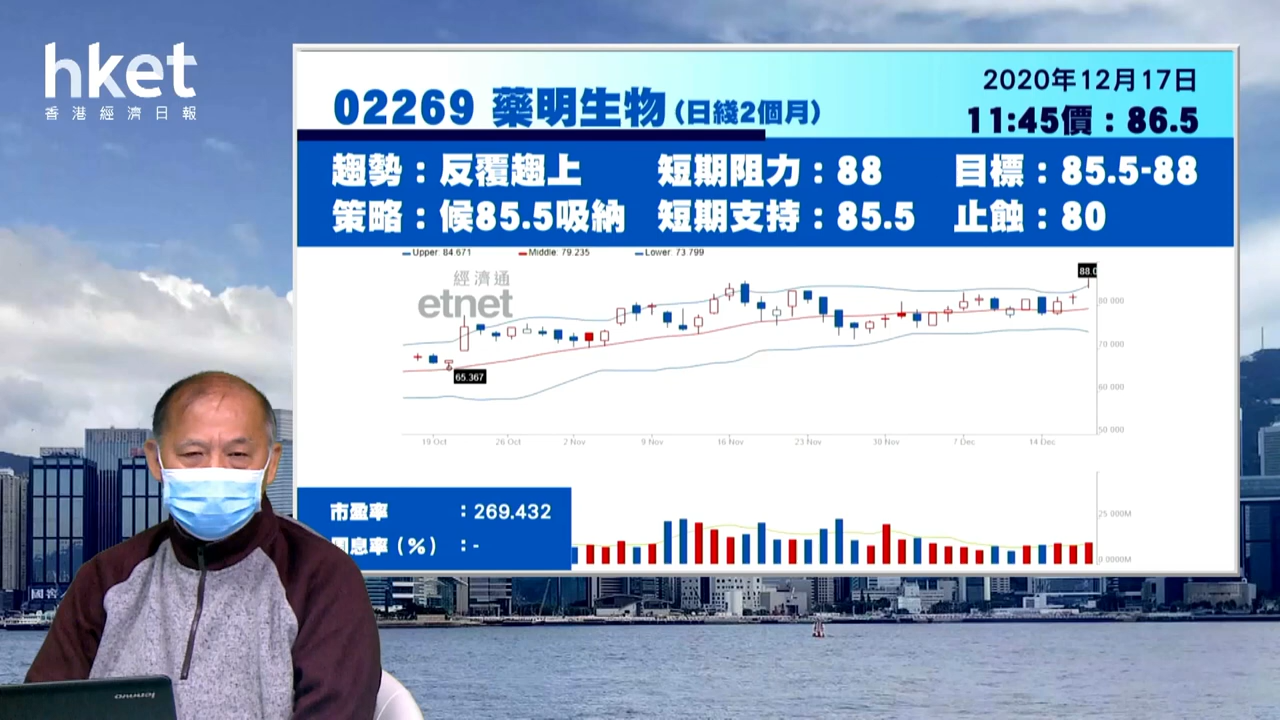 hket
香港經濟日報
02269 藥明生物 (日綫2個月)
2020年12月17日
11:45價：86.5
趨勢：反覆趨上 短期阻力：88 目標：85.5-88
策略：候85.5吸納 短期支持：85.5 止蝕：80
Upper: 84.671 Middle: 79.235 Lower: 73.799
經濟通
etnet
88.0
80.000
70.000
65.367
60.000
50.000
19 Oct 26 Oct 2 Nov 9 Nov 16 Nov 23 Nov 30 Nov 7 Dec 14 Dec
市盈率 ：269.432
25.000M
息率（%）：-
0.0000M
lenovo